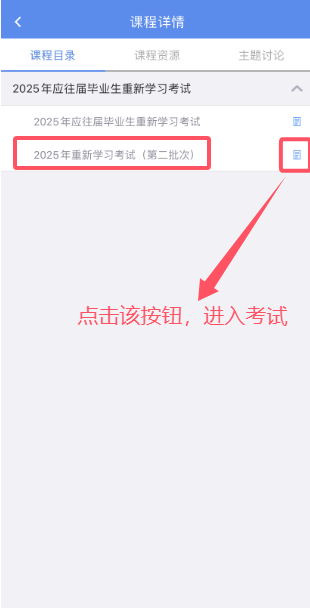 课程详情
课程目录 课程资源 主题讨论
2025年应往届毕业生重新学习考试
2025年应往届毕业生重新学习考试
2025年重新学习考试（第二批次）
点击该按钮，进入考试